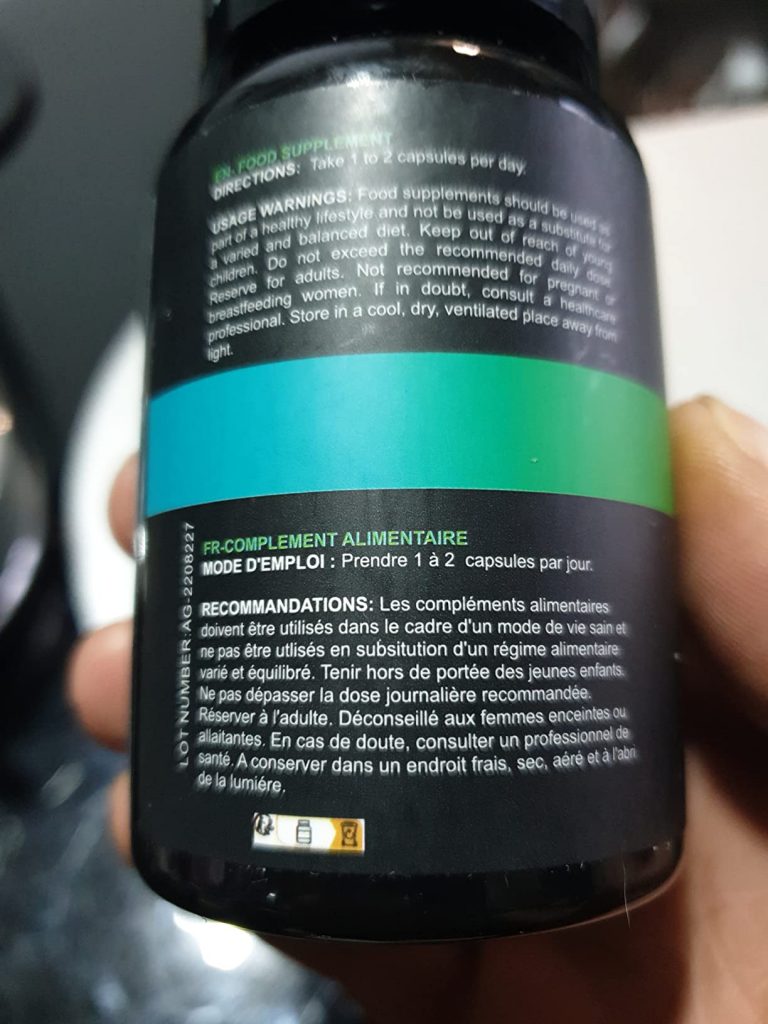 EN- FOOD SUPPLEMENT
DIRECTIONS: Take 1 to 2 capsules per day.
USAGE WARNINGS: Food supplements should be used as
part of a healthy lifestyle and not be used as a substitute for
a varied and balanced diet. Keep out of reach of young
children. Do not exceed the recommended daily dose.
Reserve for adults. Not recommended for pregnant or
breastfeeding women. If in doubt, consult a healthcare
professional. Store in a cool, dry, ventilated place away from
light.
LOT NUMBER:AG-2208227
FR-COMPLEMENT ALIMENTAIRE
MODE D'EMPLOI : Prendre 1 à 2 capsules par jour.
RECOMMANDATIONS: Les compléments alimentaires
doivent être utilisés dans le cadre d'un mode de vie sain et
ne pas être utlisés en subsitution d'un régime alimentaire
varié et équilibré. Tenir hors de portée des jeunes enfants.
Ne pas dépasser la dose journalière recommandée.
Réserver à l'adulte. Déconseillé aux femmes enceintes ou
allaitantes. En cas de doute, consulter un professionnel de
santé. A conserver dans un endroit frais, sec, aéré et à l'abri
de la lumiére,